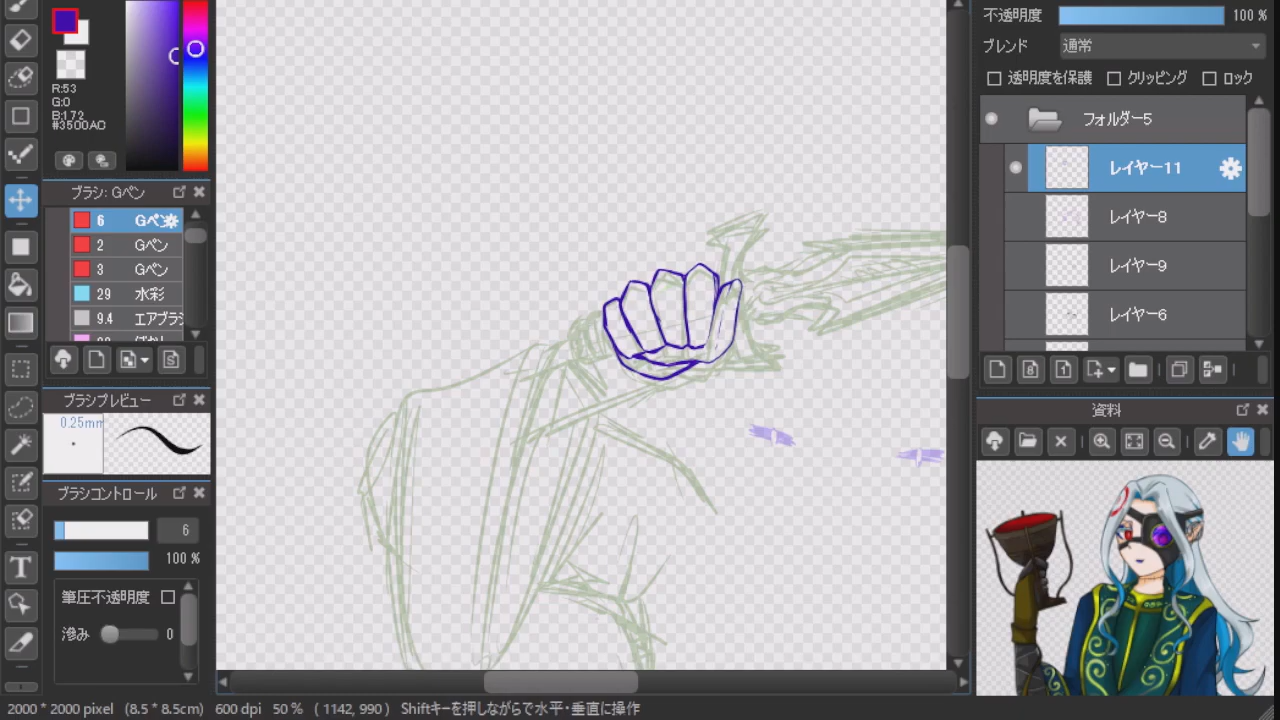 不透明度 100 %
ブレンド 通常
透明度を保護 クリッピング ロック
フォルダー5
レイヤー11
レイヤー8
レイヤー9
レイヤー6
資料
R:53
G:0
B:172
#3500AC
ブラシ: Gペン
6 Gペン
2 Gペン
3 Gペン
29 水彩
9.4 エアブラシ
ブラシプレビュー
0.25mm
ブラシコントロール
6
100 %
筆圧不透明度
滲み 0
2000 * 2000 pixel (8.5 * 8.5cm) 600 dpi 50 % ( 1142, 990 ) Shiftキーを押しながらで水平・垂直に操作